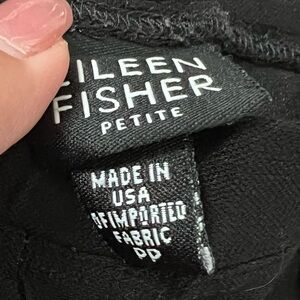 EILEEN
FISHER
PETITE
MADE IN
USA
OF IMPORTED
FABRIC
PP